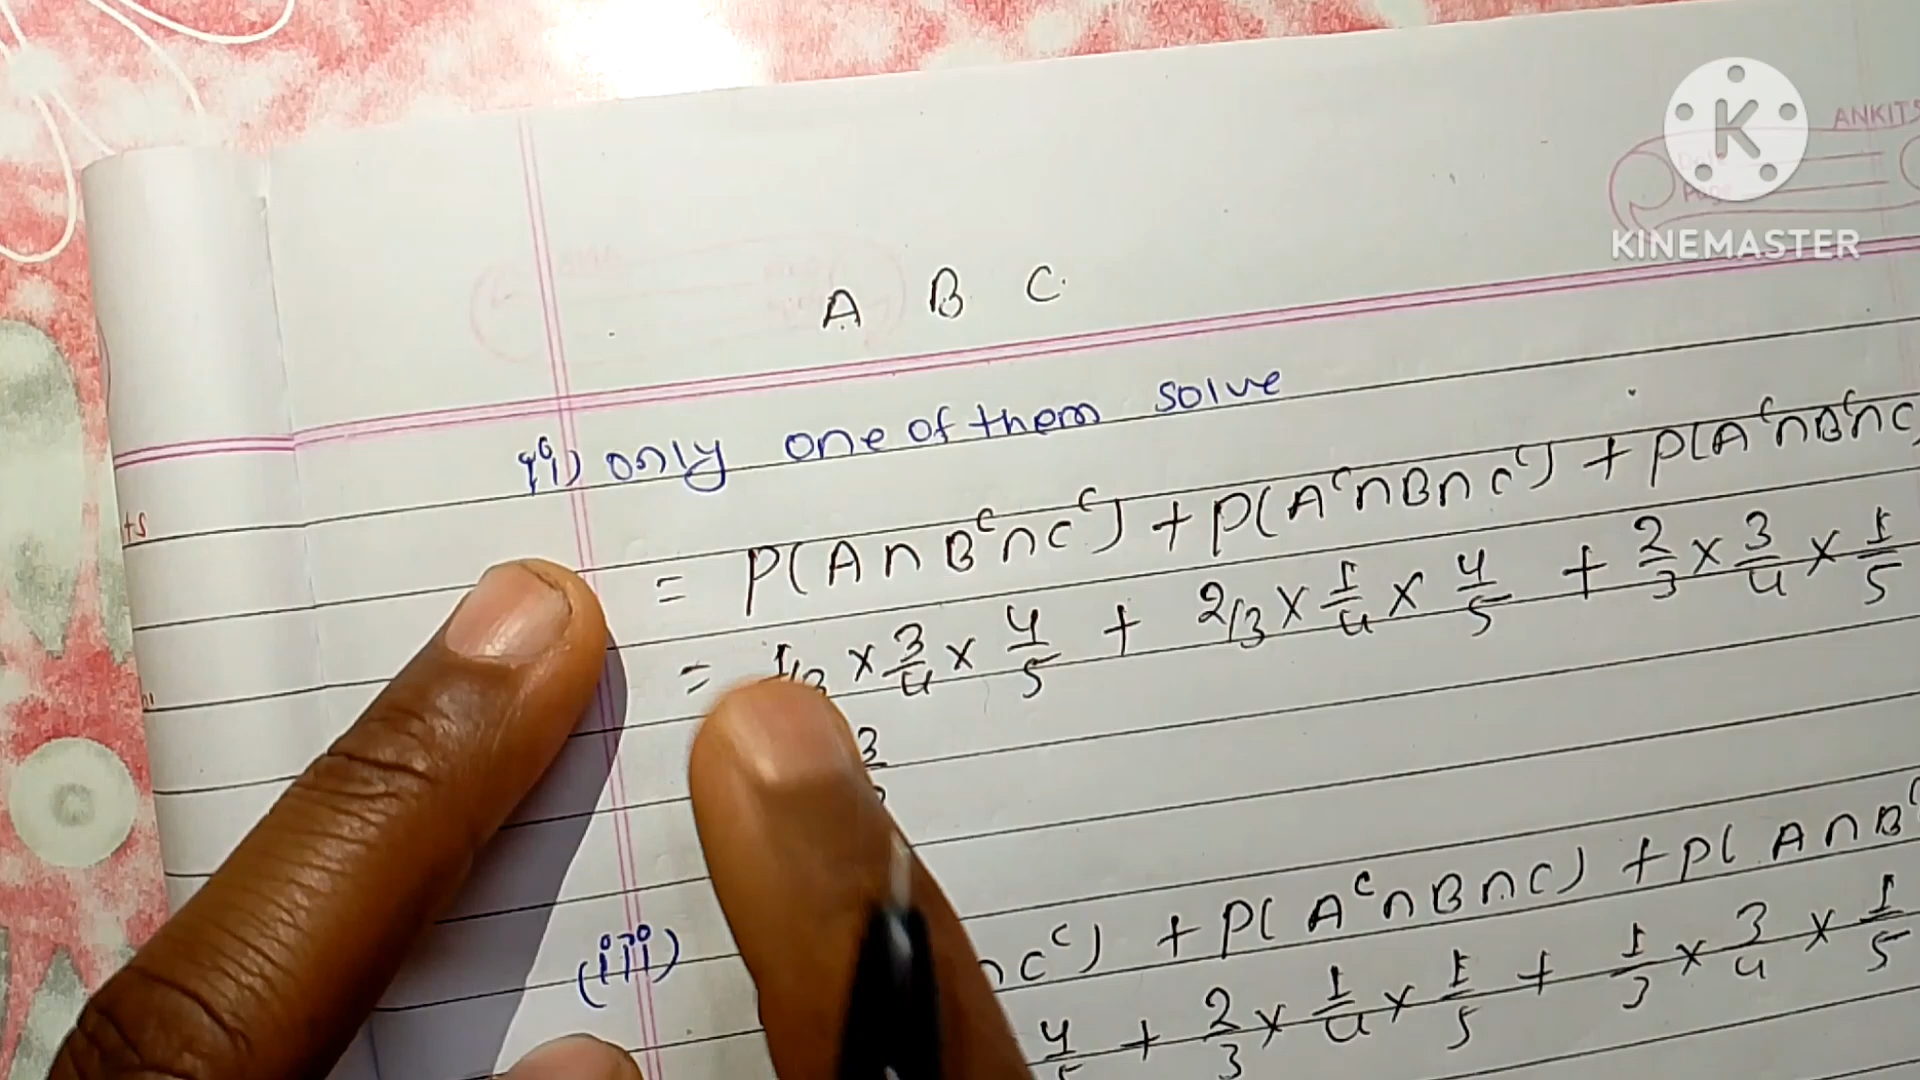 ANKITS
KINEMASTER
A B C
(ii) only one of them solve
= P(A∩B^c∩C^c) + P(A^c∩B∩C^c) + P(A^c∩B^c∩C
= 1/3 × 3/4 × 4/5 + 2/3 × 1/4 × 4/5 + 2/3 × 3/4 × 1/5
3
(iii) ∩C^c) + P(A^c∩B∩C) + P(A∩B^c
4/5 + 2/3 × 1/4 × 1/5 + 1/3 × 3/4 × 1/5